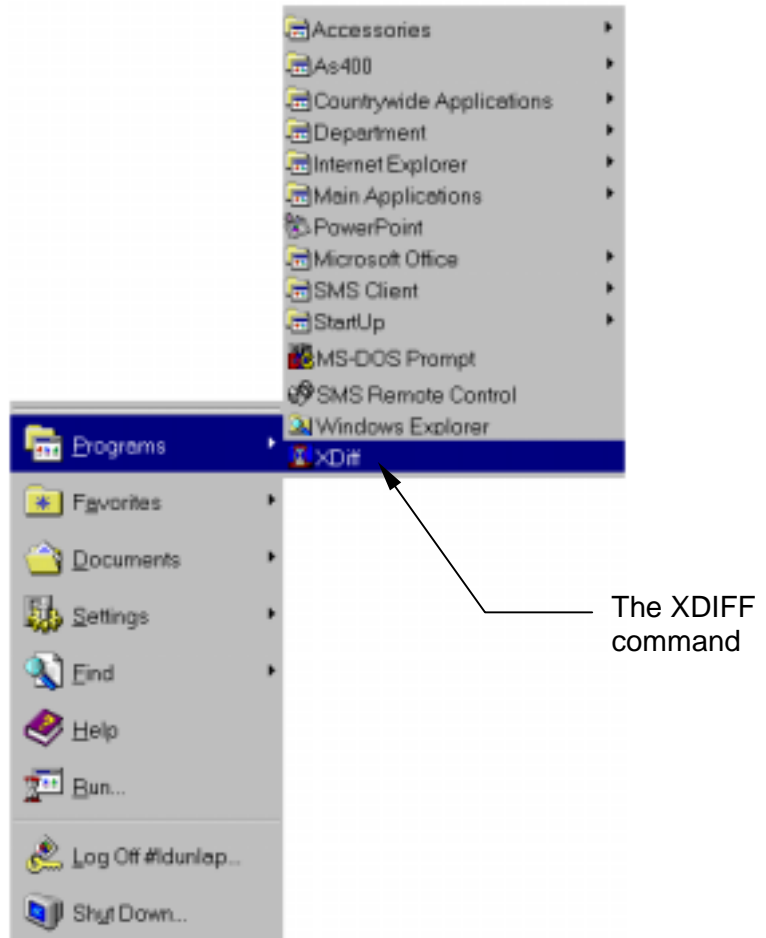 Accessories
As400
Countrywide Applications
Department
Internet Explorer
Main Applications
PowerPoint
Microsoft Office
SMS Client
StartUp
MS-DOS Prompt
SMS Remote Control
Windows Explorer
XDiff
Programs
Favorites
Documents
Settings
Find
Help
Run...
Log Off #ldunlap...
Shut Down...
The XDIFF
command